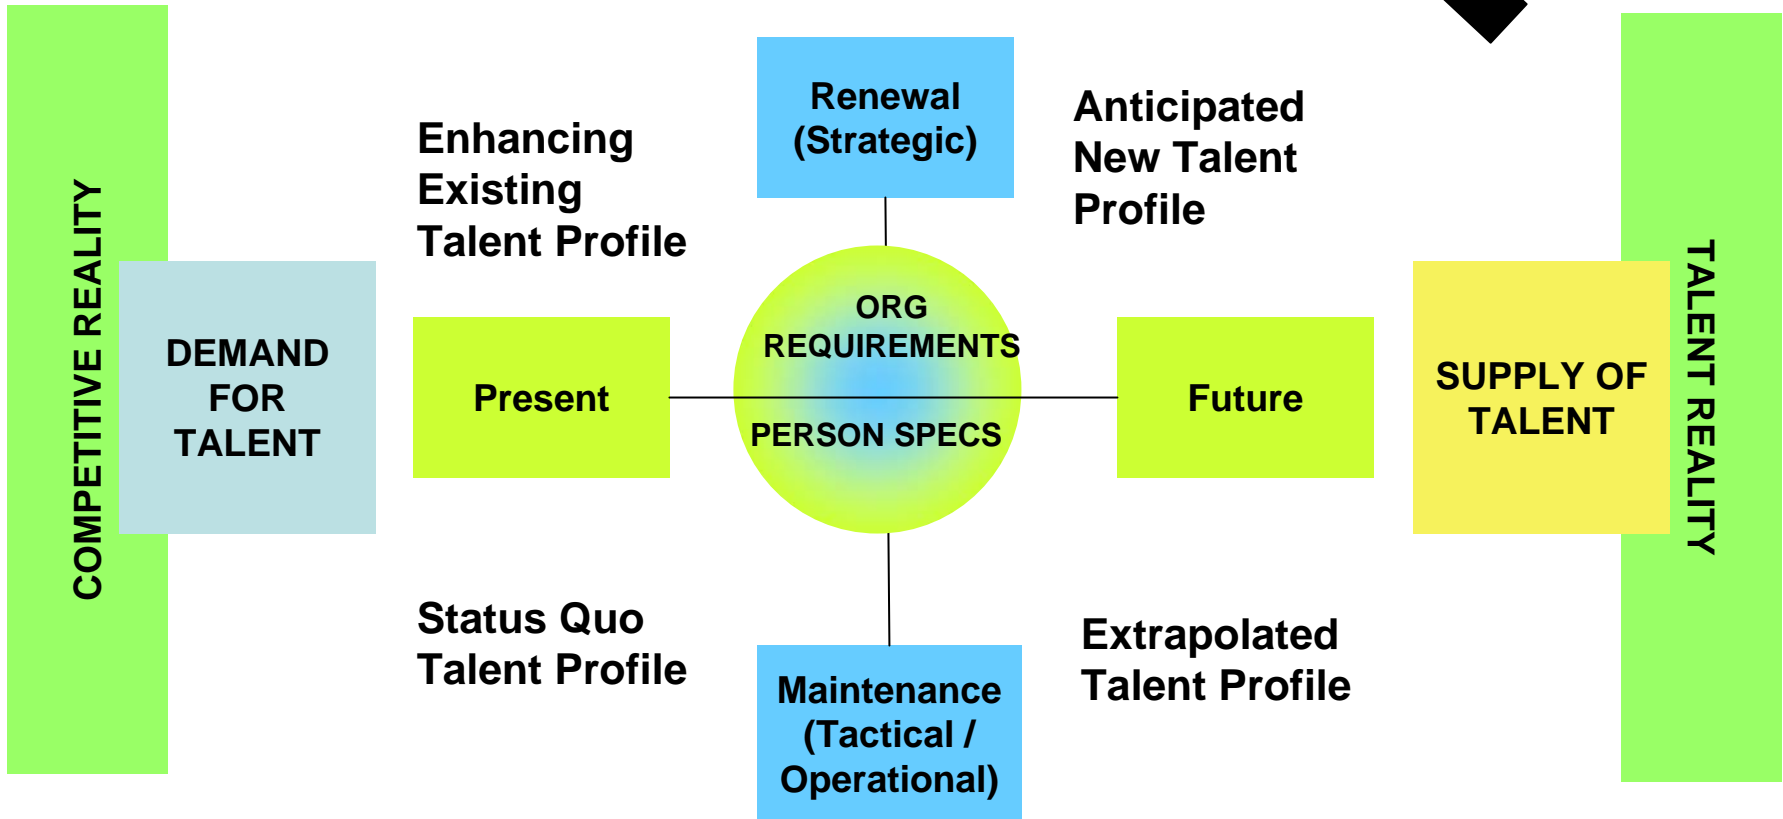 COMPETITIVE REALITY
DEMAND
FOR
TALENT
Enhancing
Existing
Talent Profile
Present
Status Quo
Talent Profile
Renewal
(Strategic)
ORG
REQUIREMENTS
PERSON SPECS
Maintenance
(Tactical /
Operational)
Anticipated
New Talent
Profile
Future
Extrapolated
Talent Profile
SUPPLY OF
TALENT
TALENT REALITY